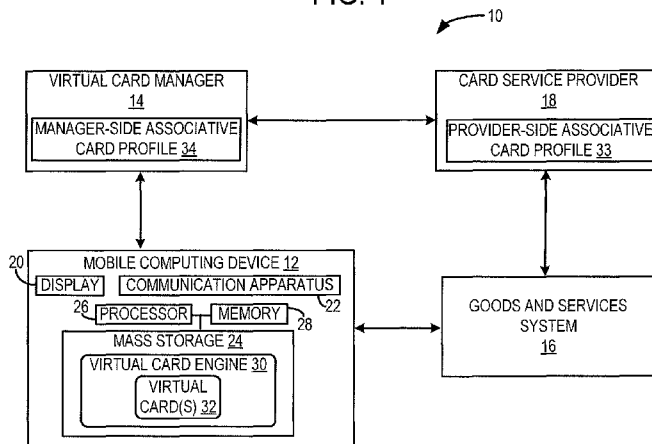 10
VIRTUAL CARD MANAGER
14
MANAGER-SIDE ASSOCIATIVE
CARD PROFILE 34
CARD SERVICE PROVIDER
18
PROVIDER-SIDE ASSOCIATIVE
CARD PROFILE 33
20
MOBILE COMPUTING DEVICE 12
DISPLAY
COMMUNICATION APPARATUS
22
26
PROCESSOR
MEMORY
28
MASS STORAGE 24
VIRTUAL CARD ENGINE 30
VIRTUAL
CARD(S) 32
GOODS AND SERVICES
SYSTEM
16